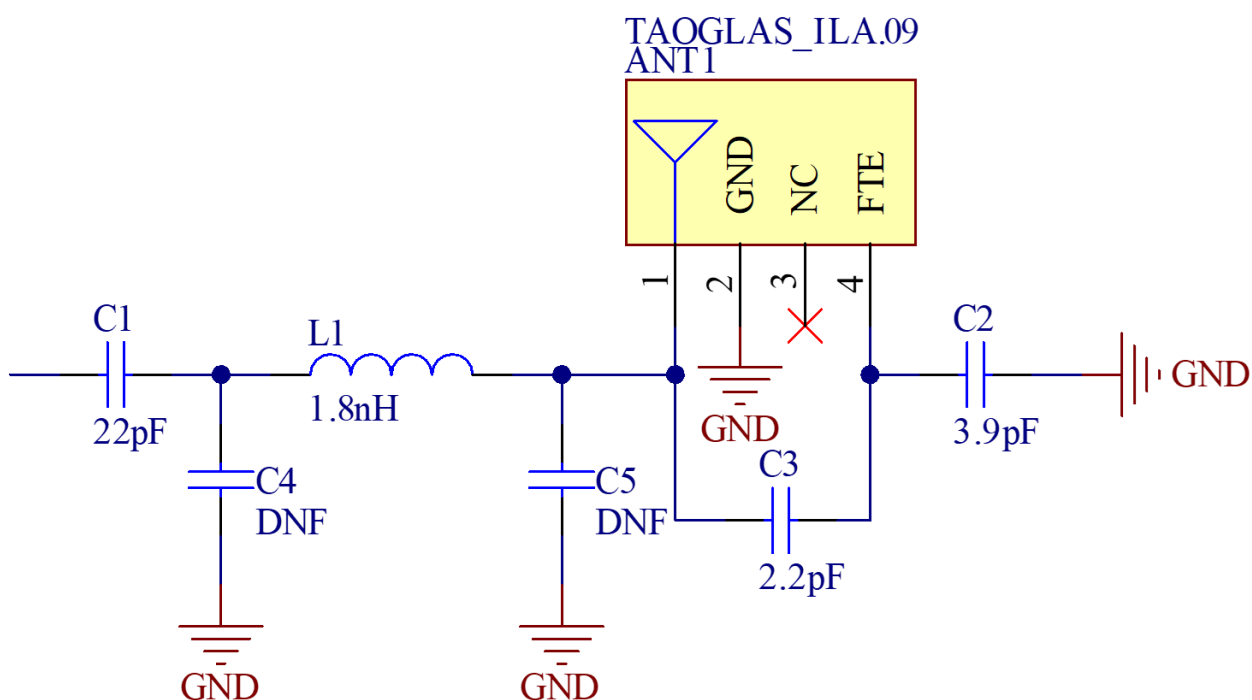 TAOGLAS_ILA.09
ANT1
GND
NC
FTE
1
2
3
4
C1
22pF
L1
1.8nH
C2
3.9pF
GND
GND
C3
2.2pF
C4
DNF
C5
DNF
GND
GND